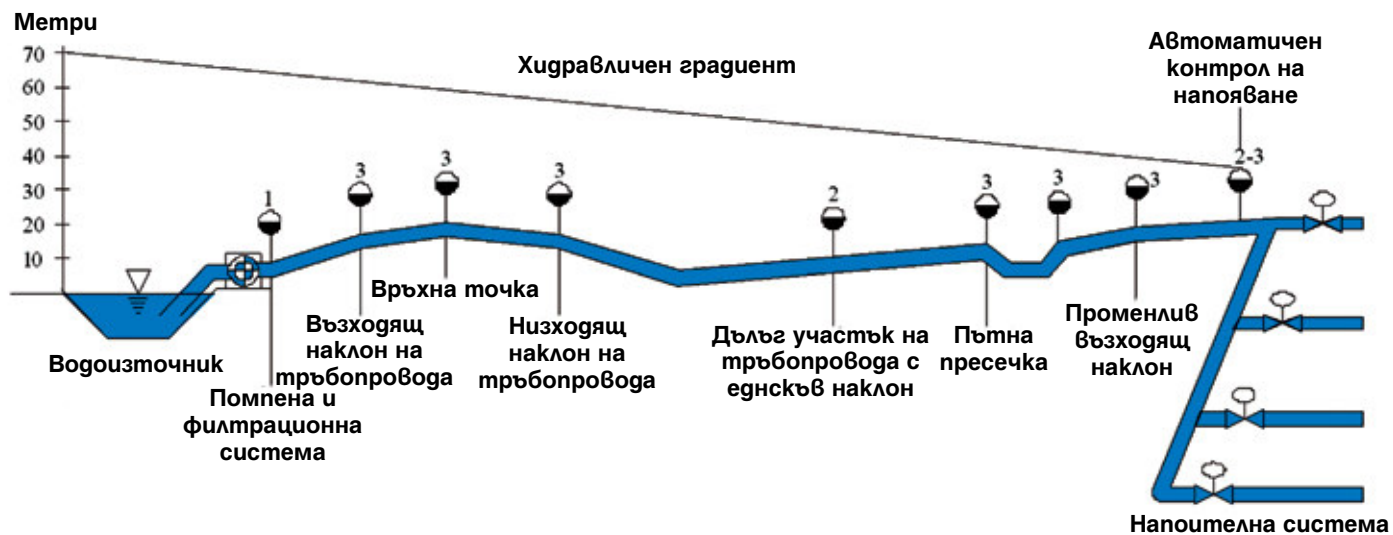 Метри
70
60
50
40
30
20
10
Хидравличен градиент
Автоматичен
контрол на
напояване
1
3
3
3
2
3
3
3
2-3
Водоизточник
Помпена и
филтрационна
система
Възходящ
наклон на
тръбопровода
Връхна точка
Низходящ
наклон на
тръбопровода
Дълъг участък на
тръбопровода с
еднскъв наклон
Пътна
пресечка
Променлив
възходящ
наклон
Напоителна система